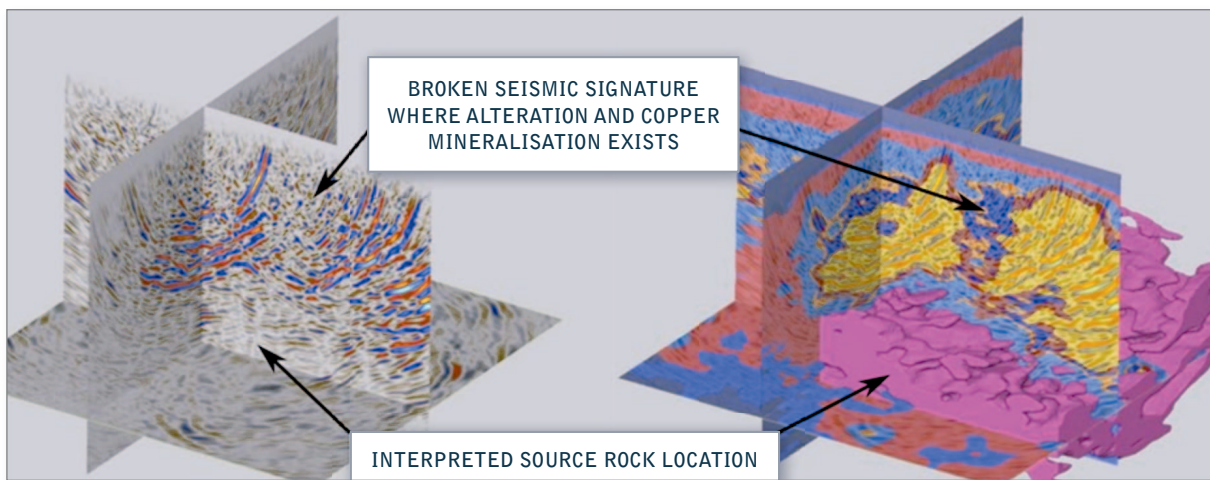 BROKEN SEISMIC SIGNATURE
WHERE ALTERATION AND COPPER
MINERALISATION EXISTS
INTERPRETED SOURCE ROCK LOCATION